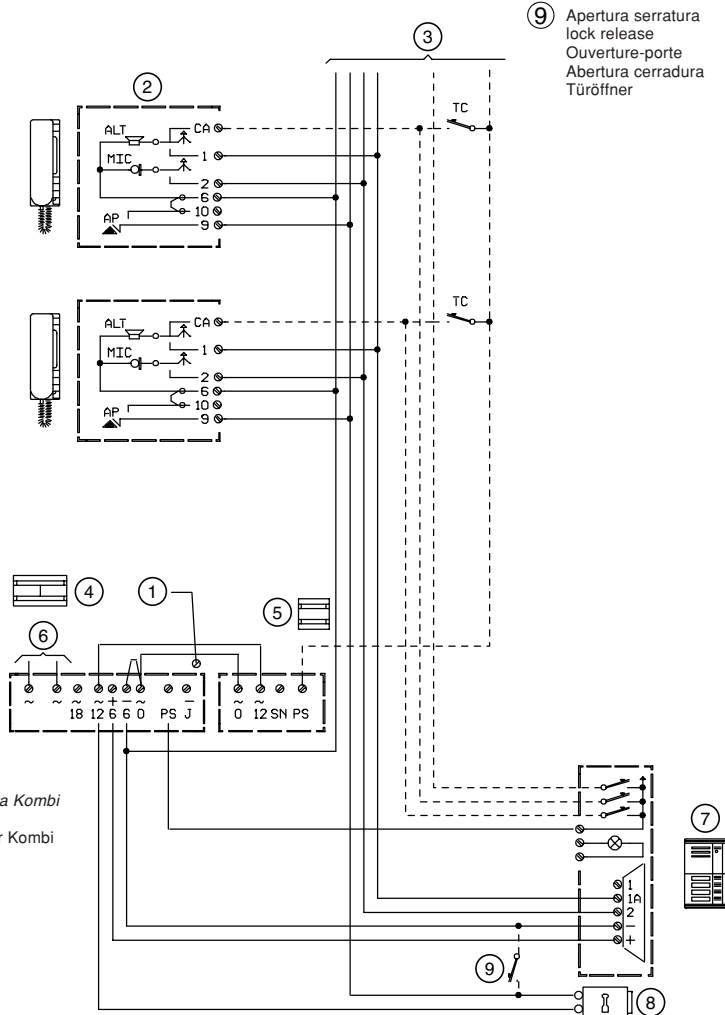 9
Apertura serratura
lock release
Ouverture-porte
Abertura cerradura
Türöffner
3
2
TC
ALT
CA
MIC
1
2
6
10
AP
9
TC
ALT
CA
MIC
1
2
6
10
AP
9
4
1
5
6
~ ~ ~ ~ + − ~ −
18 12 6 6 0 PS J
~ ~
0 12 SN PS
a Kombi
r Kombi
7
1
1A
2
−
+
9
8